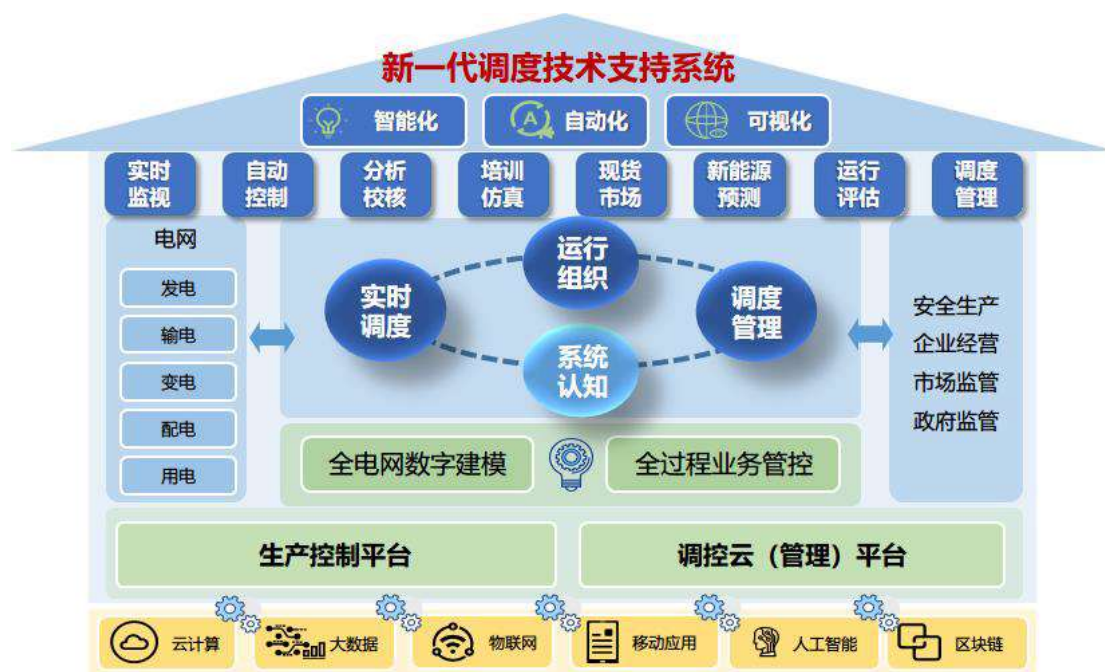 新一代调度技术支持系统
智能化
自动化
可视化
实时
监视
自动
控制
分析
校核
培训
仿真
现货
市场
新能源
预测
运行
评估
调度
管理
电网
发电
输电
变电
配电
用电
运行
组织
实时
调度
调度
管理
系统
认知
安全生产
企业经营
市场监管
政府监管
全电网数字建模
全过程业务管控
生产控制平台
调控云（管理）平台
云计算
大数据
物联网
移动应用
人工智能
区块链